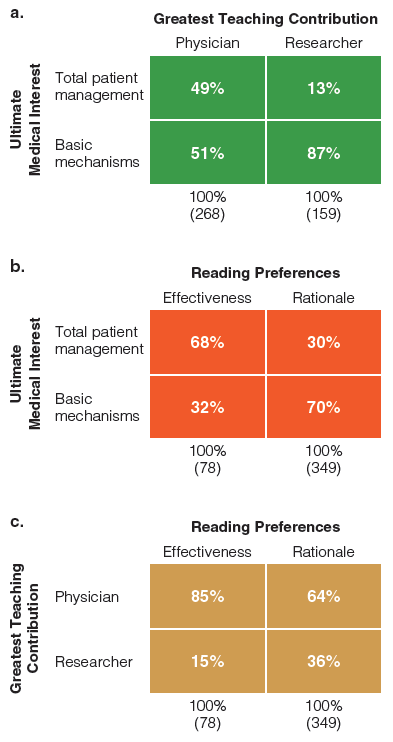 a.
Greatest Teaching Contribution
Physician
Researcher
Ultimate
Medical Interest
Total patient
management
49%
13%
Basic
mechanisms
51%
87%
100%
(268)
100%
(159)
b.
Reading Preferences
Effectiveness
Rationale
Ultimate
Medical Interest
Total patient
management
68%
30%
Basic
mechanisms
32%
70%
100%
(78)
100%
(349)
c.
Reading Preferences
Effectiveness
Rationale
Greatest Teaching
Contribution
Physician
85%
64%
Researcher
15%
36%
100%
(78)
100%
(349)